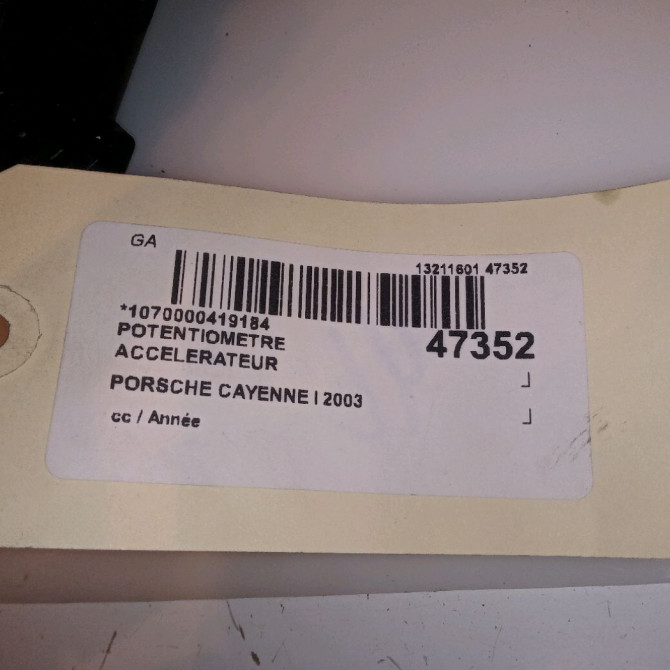 GA
13211601 47352
*1070000419184
47352
POTENTIOMETRE
ACCELERATEUR
PORSCHE CAYENNE I 2003
cc / Année